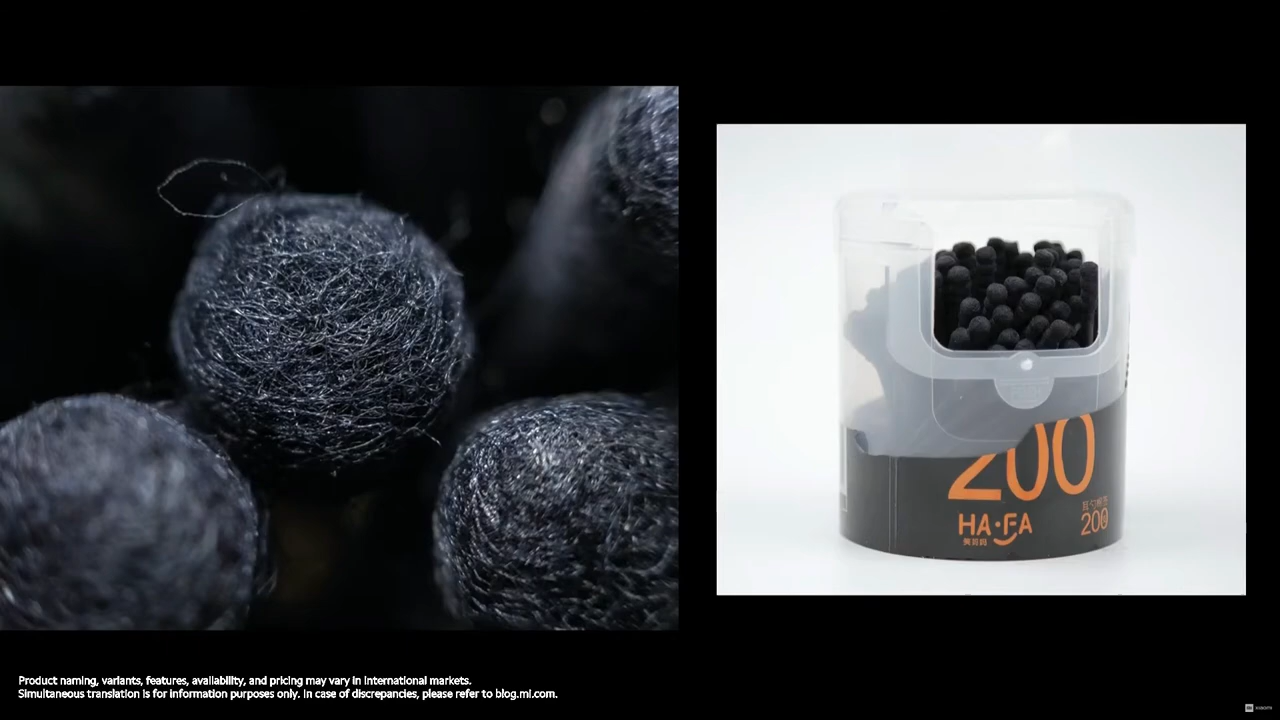 200
HA·FA
200
Product naming, variants, features, availability, and pricing may vary in international markets.
Simultaneous translation is for information purposes only. In case of discrepancies, please refer to blog.mi.com.
XIAOMI